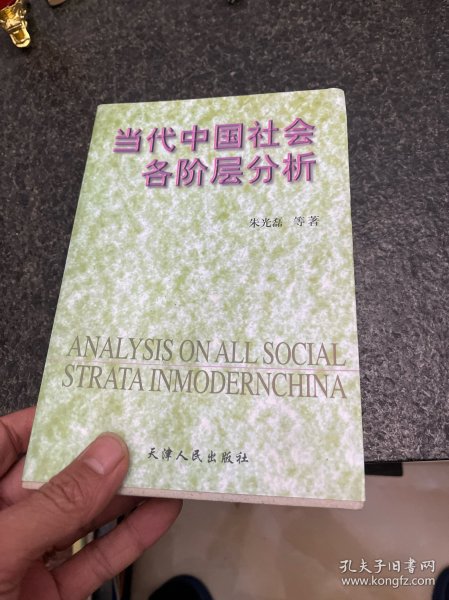 当代中国社会
各阶层分析
朱光磊 等著
ANALYSIS ON ALL SOCIAL
STRATA INMODERNCHINA
天津人民出版社
孔夫子旧书网
www.kongfz.com